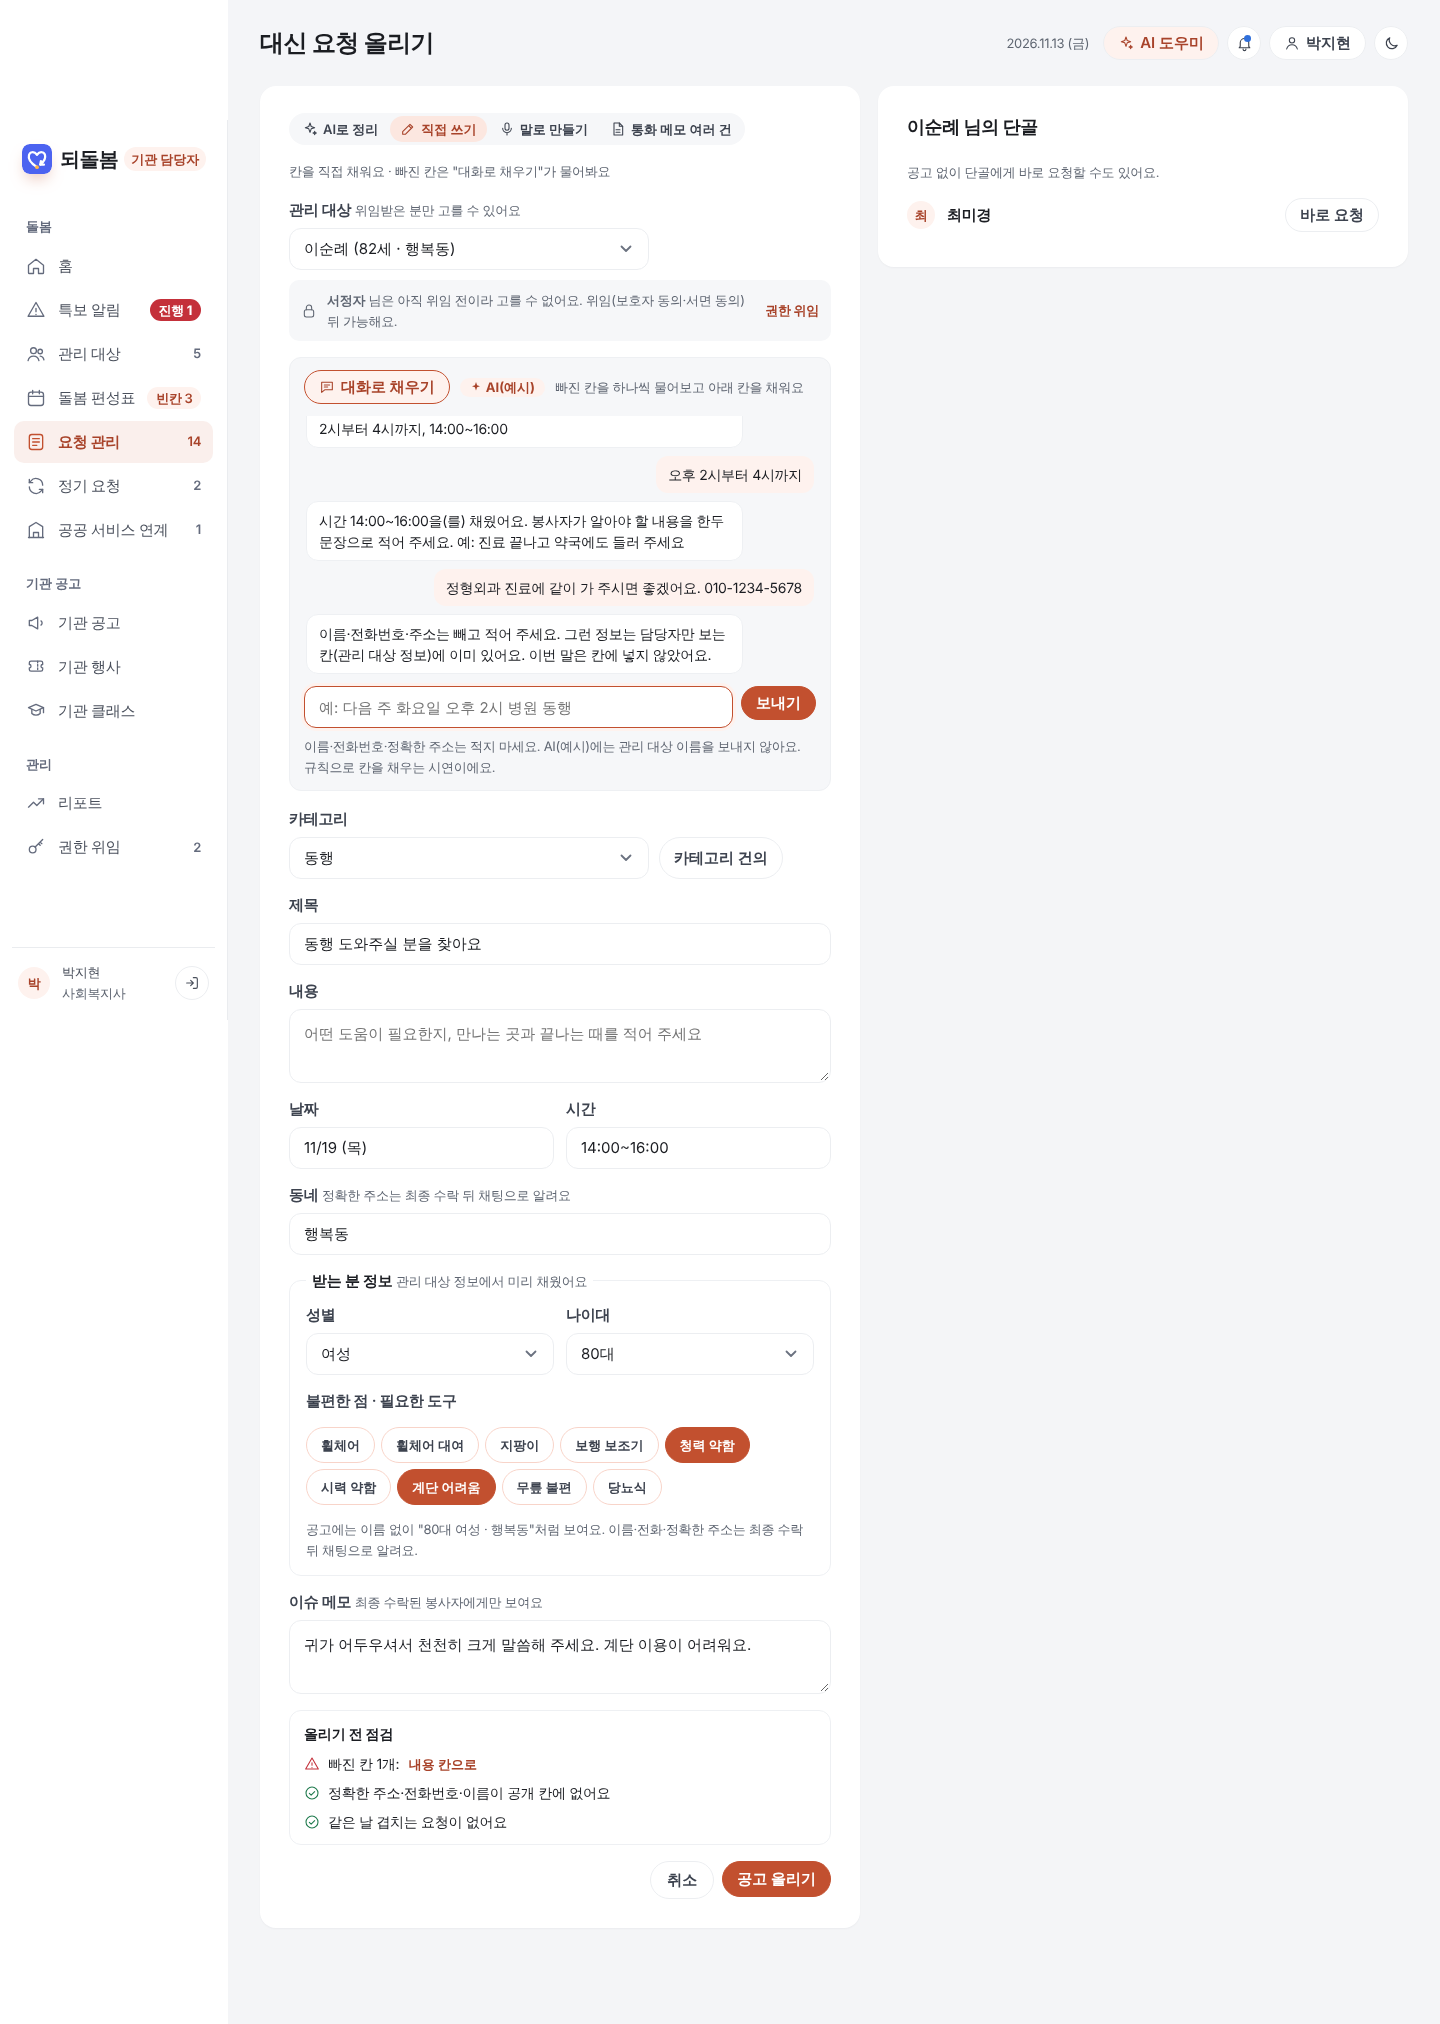 되돌봄 기관 담당자
돌봄
홈
특보 알림 진행 1
관리 대상 5
돌봄 편성표 빈칸 3
요청 관리 14
정기 요청 2
공공 서비스 연계 1
기관 공고
기관 공고
기관 행사
기관 클래스
관리
리포트
권한 위임 2
박 박지현
사회복지사
대신 요청 올리기
2026.11.13 (금) AI 도우미 박지현
AI로 정리 직접 쓰기 말로 만들기 통화 메모 여러 건
칸을 직접 채워요 · 빠진 칸은 "대화로 채우기"가 물어봐요
관리 대상 위임받은 분만 고를 수 있어요
이순례 (82세 · 행복동)
서정자 님은 아직 위임 전이라 고를 수 없어요. 위임(보호자 동의·서면 동의)
뒤 가능해요.
권한 위임
대화로 채우기 AI(예시) 빠진 칸을 하나씩 물어보고 아래 칸을 채워요
2시부터 4시까지, 14:00~16:00
오후 2시부터 4시까지
시간 14:00~16:00을(를) 채웠어요. 봉사자가 알아야 할 내용을 한두
문장으로 적어 주세요. 예: 진료 끝나고 약국에도 들러 주세요
정형외과 진료에 같이 가 주시면 좋겠어요. 010-1234-5678
이름·전화번호·주소는 빼고 적어 주세요. 그런 정보는 담당자만 보는
칸(관리 대상 정보)에 이미 있어요. 이번 말은 칸에 넣지 않았어요.
예: 다음 주 화요일 오후 2시 병원 동행 보내기
이름·전화번호·정확한 주소는 적지 마세요. AI(예시)에는 관리 대상 이름을 보내지 않아요.
규칙으로 칸을 채우는 시연이에요.
카테고리
동행 카테고리 건의
제목
동행 도와주실 분을 찾아요
내용
어떤 도움이 필요한지, 만나는 곳과 끝나는 때를 적어 주세요
날짜 시간
11/19 (목) 14:00~16:00
동네 정확한 주소는 최종 수락 뒤 채팅으로 알려요
행복동
받는 분 정보 관리 대상 정보에서 미리 채웠어요
성별 나이대
여성 80대
불편한 점 · 필요한 도구
휠체어 휠체어 대여 지팡이 보행 보조기 청력 약함
시력 약함 계단 어려움 무릎 불편 당뇨식
공고에는 이름 없이 "80대 여성 · 행복동"처럼 보여요. 이름·전화·정확한 주소는 최종 수락
뒤 채팅으로 알려요.
이슈 메모 최종 수락된 봉사자에게만 보여요
귀가 어두우셔서 천천히 크게 말씀해 주세요. 계단 이용이 어려워요.
올리기 전 점검
빠진 칸 1개: 내용 칸으로
정확한 주소·전화번호·이름이 공개 칸에 없어요
같은 날 겹치는 요청이 없어요
취소 공고 올리기
이순례 님의 단골
공고 없이 단골에게 바로 요청할 수도 있어요.
최 최미경 바로 요청